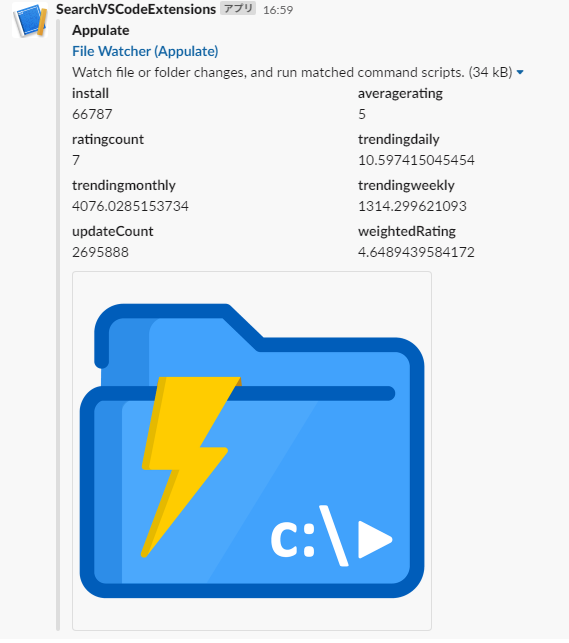 SearchVSCodeExtensions アプリ 16:59
Appulate
File Watcher (Appulate)
Watch file or folder changes, and run matched command scripts. (34 kB)
install averagerating
66787 5
ratingcount trendingdaily
7 10.597415045454
trendingmonthly trendingweekly
4076.0285153734 1314.299621093
updateCount weightedRating
2695888 4.6489439584172
c:\